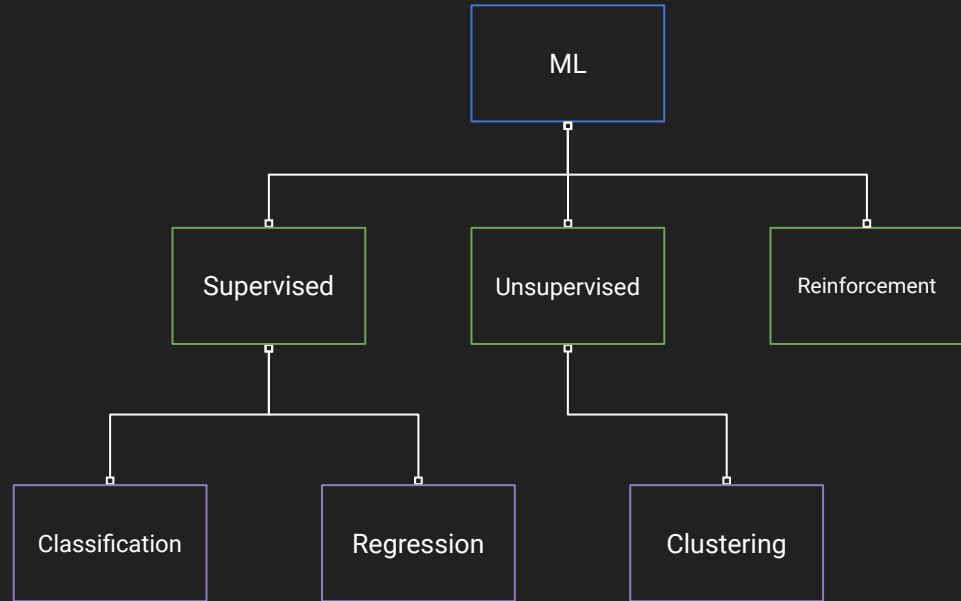 ML
Supervised
Unsupervised
Reinforcement
Classification
Regression
Clustering